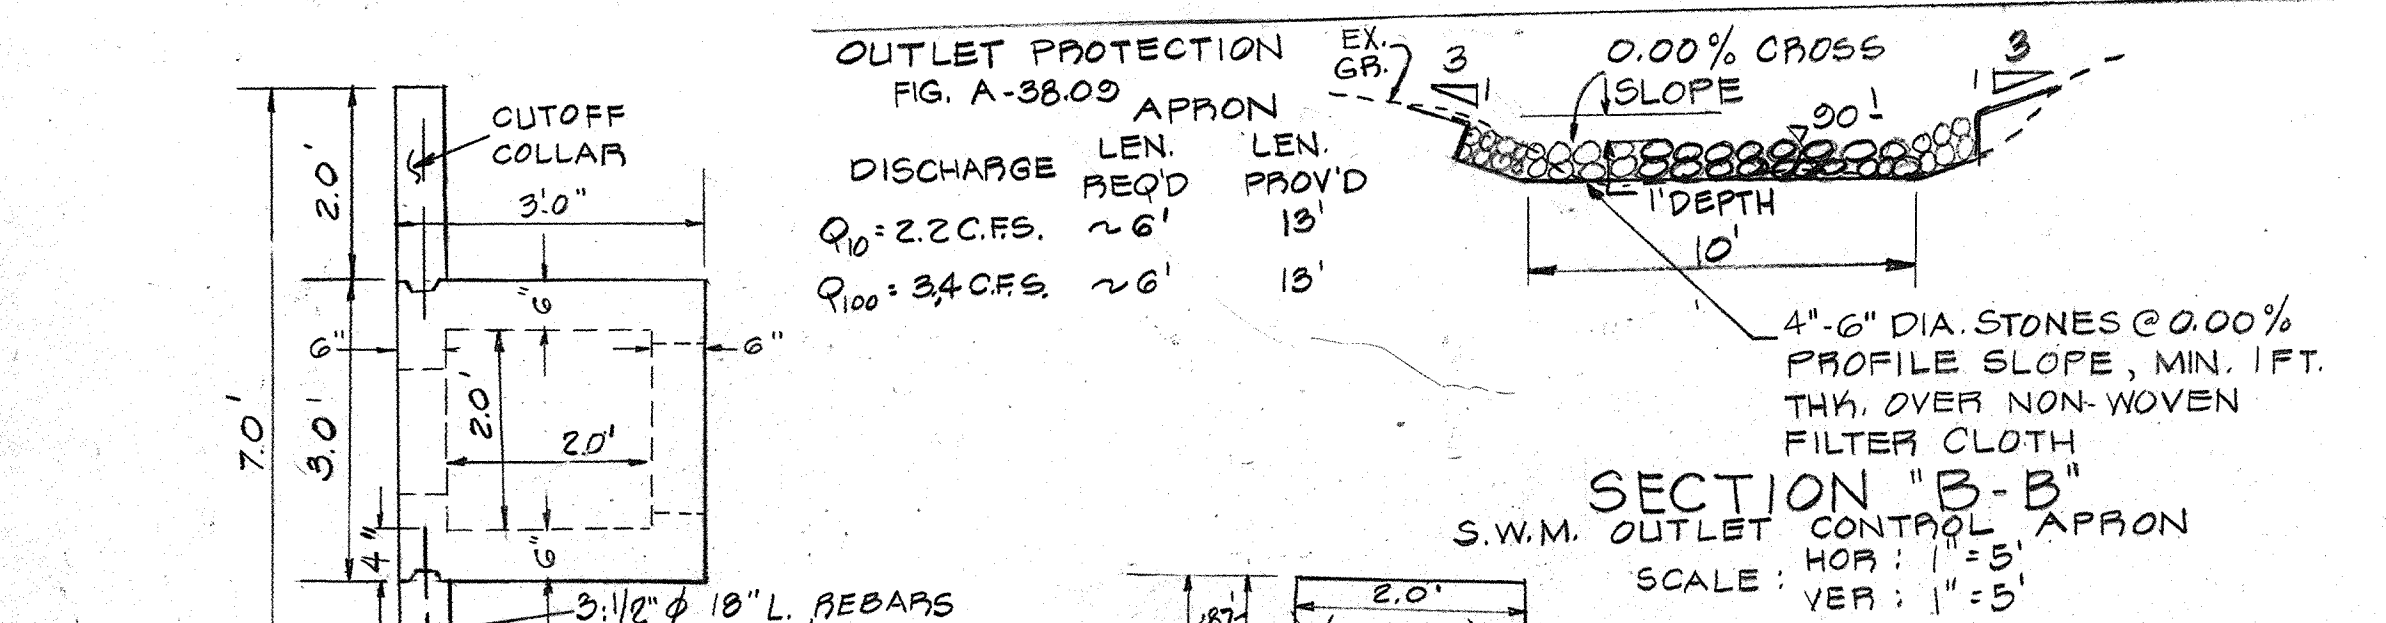 OUTLET PROTECTION
FIG. A-38.09
APRON
DISCHARGE
LEN.
REQ'D
LEN.
PROV'D
Q10 = 2.2 C.F.S. ~6' 13'
Q100 = 3.4 C.F.S. ~6' 13'
CUTOFF
COLLAR
2.0'
3'.0"
6"
6"
6"
7.0'
3.0'
2.0'
2.0'
4"
6"
3:1/2" φ 18" L. REBARS
EX.
GR.
3
1
0.00% CROSS
SLOPE
1
3
90'-
1' DEPTH
10'
4"-6" DIA. STONES @ 0.00%
PROFILE SLOPE, MIN. 1 FT.
THK. OVER NON-WOVEN
FILTER CLOTH
SECTION "B-B"
S.W.M. OUTLET CONTROL APRON
SCALE: HOR: 1"=5'
VER: 1"=5'
2.0'